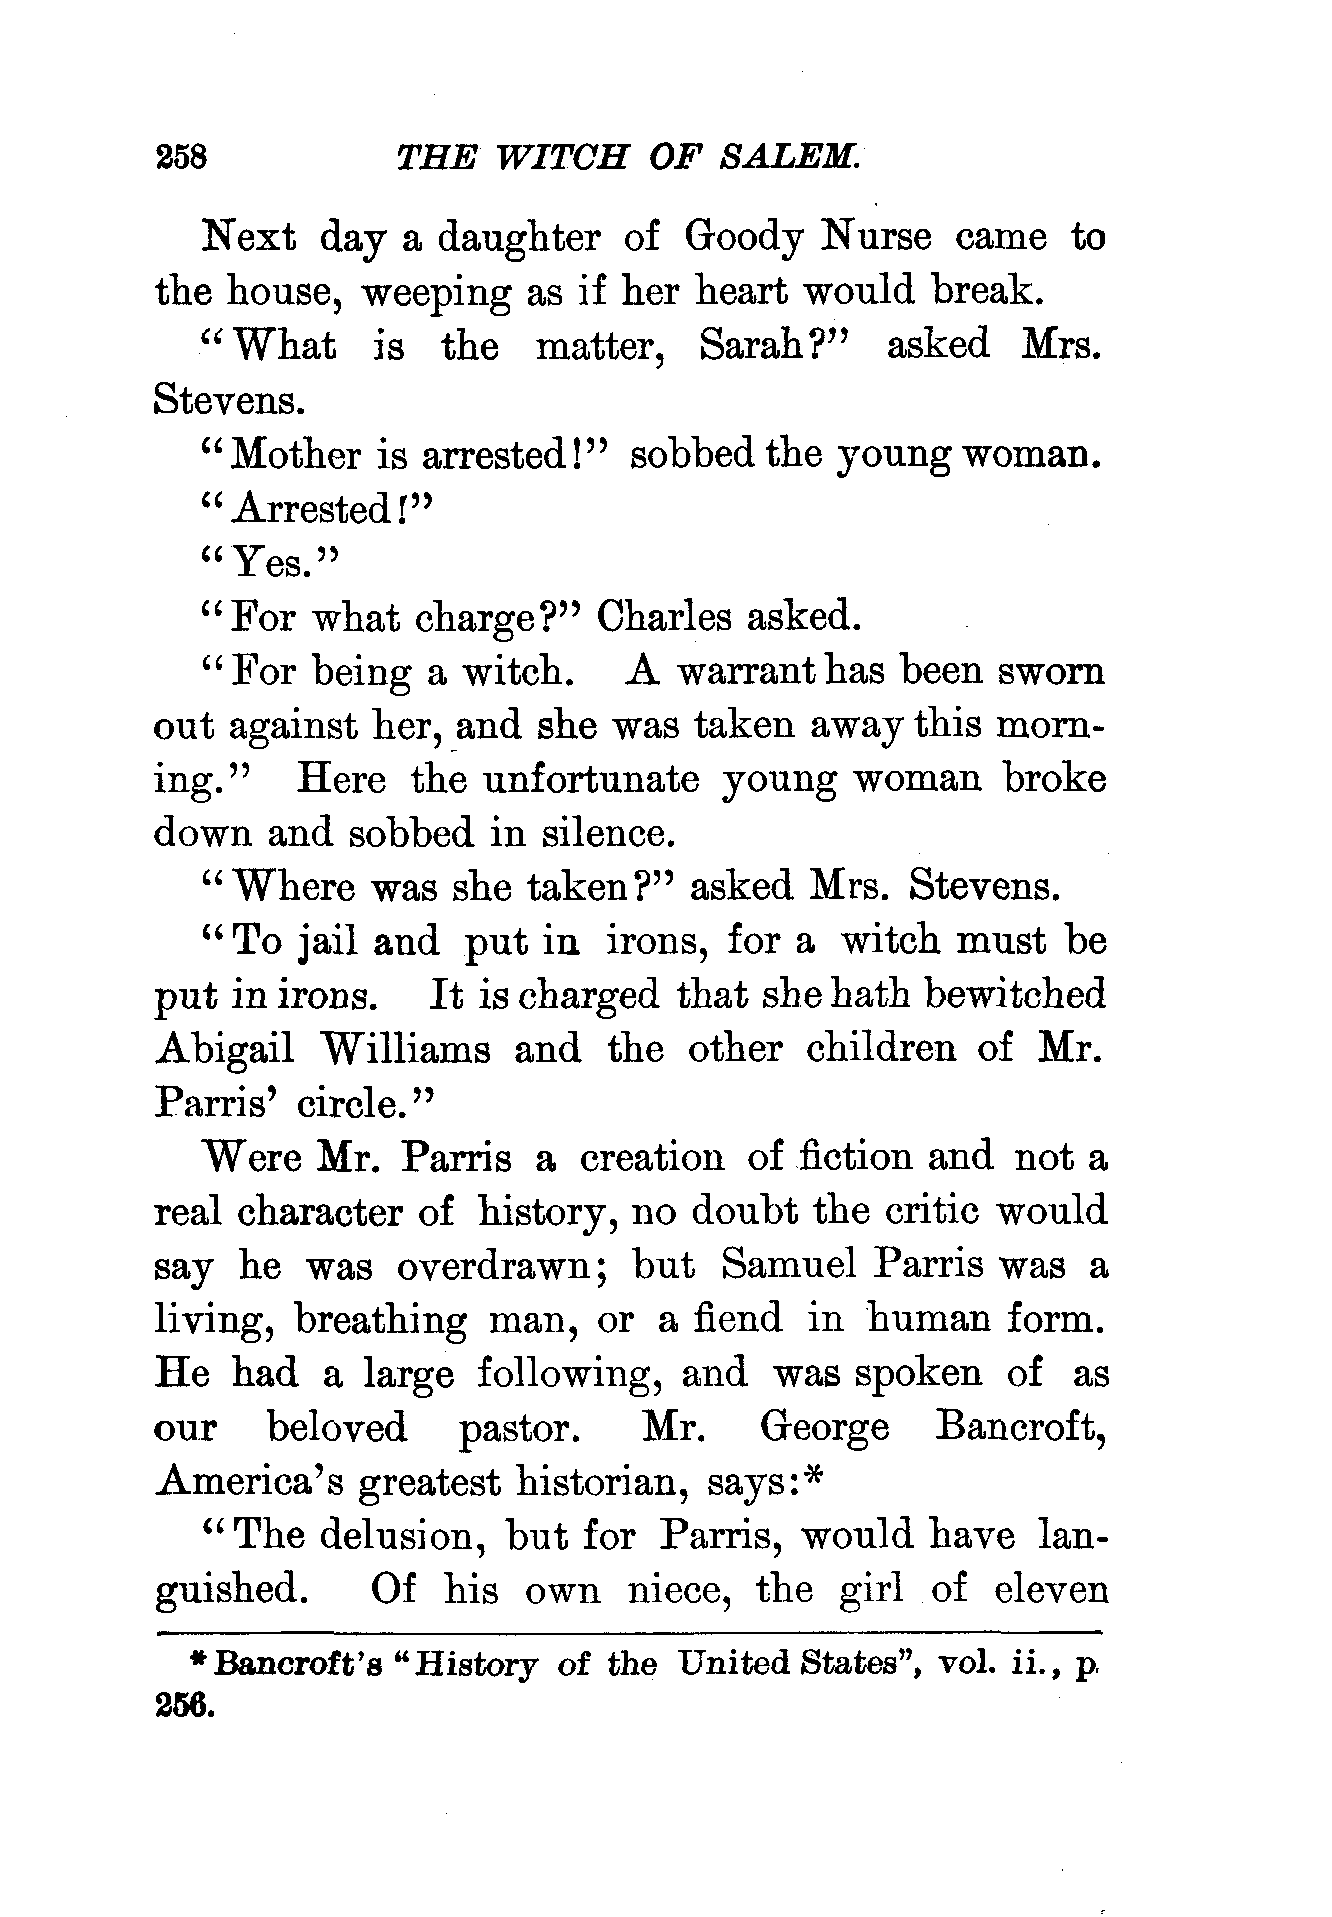 258 THE WITCH OF SALEM.
Next day a daughter of Goody Nurse came to
the house, weeping as if her heart would break.
"What is the matter, Sarah?" asked Mrs.
Stevens.
"Mother is arrested!" sobbed the young woman.
"Arrested!"
"Yes."
"For what charge?" Charles asked.
"For being a witch. A warrant has been sworn
out against her, and she was taken away this morn-
ing." Here the unfortunate young woman broke
down and sobbed in silence.
"Where was she taken?" asked Mrs. Stevens.
"To jail and put in irons, for a witch must be
put in irons. It is charged that she hath bewitched
Abigail Williams and the other children of Mr.
Parris' circle."
Were Mr. Parris a creation of fiction and not a
real character of history, no doubt the critic would
say he was overdrawn; but Samuel Parris was a
living, breathing man, or a fiend in human form.
He had a large following, and was spoken of as
our beloved pastor. Mr. George Bancroft,
America's greatest historian, says:*
"The delusion, but for Parris, would have lan-
guished. Of his own niece, the girl of eleven
*Bancroft's "History of the United States", vol. ii., p.
256.